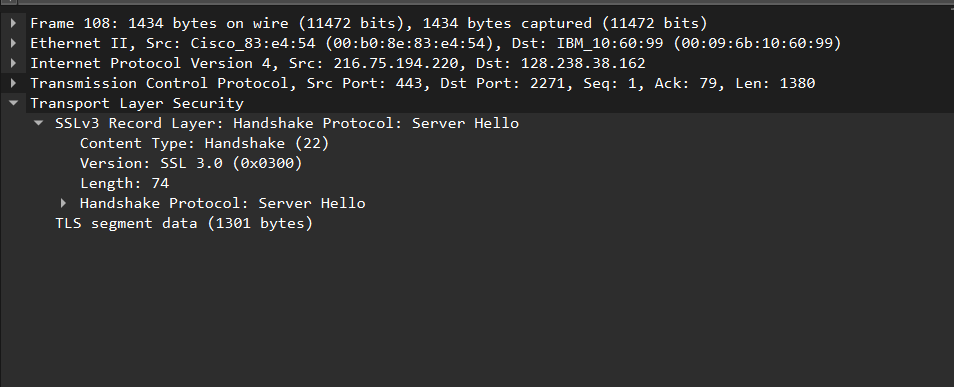 Frame 108: 1434 bytes on wire (11472 bits), 1434 bytes captured (11472 bits)
Ethernet II, Src: Cisco_83:e4:54 (00:b0:8e:83:e4:54), Dst: IBM_10:60:99 (00:09:6b:10:60:99)
Internet Protocol Version 4, Src: 216.75.194.220, Dst: 128.238.38.162
Transmission Control Protocol, Src Port: 443, Dst Port: 2271, Seq: 1, Ack: 79, Len: 1380
Transport Layer Security
SSLv3 Record Layer: Handshake Protocol: Server Hello
Content Type: Handshake (22)
Version: SSL 3.0 (0x0300)
Length: 74
Handshake Protocol: Server Hello
TLS segment data (1301 bytes)